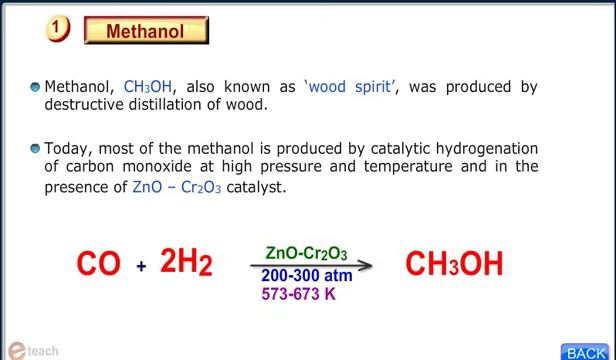 1 Methanol
Methanol, CH3OH, also known as ‘wood spirit’, was produced by
destructive distillation of wood.
Today, most of the methanol is produced by catalytic hydrogenation
of carbon monoxide at high pressure and temperature and in the
presence of ZnO – Cr2O3 catalyst.
ZnO-Cr2O3
CO + 2H2 CH3OH
200-300 atm
573-673 K
e teach
BACK